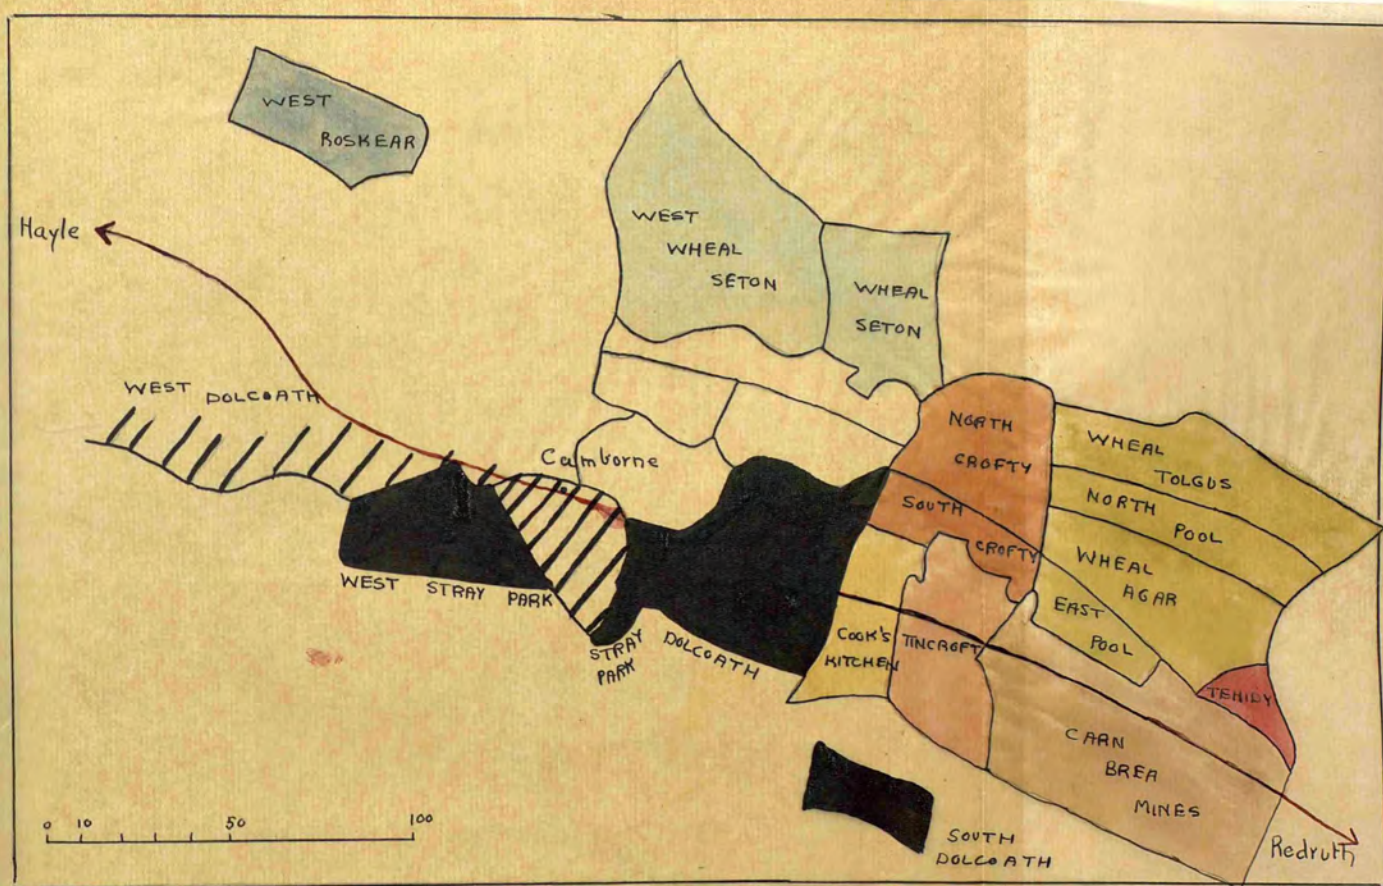 WEST
ROSKEAR
Hayle
WEST
WHEAL
SETON
WHEAL
SETON
WEST DOLCOATH
Camborne
NORTH
CROFTY
SOUTH
CROFTY
WHEAL
TOLGUS
NORTH
POOL
WHEAL
AGAR
EAST
POOL
WEST STRAY PARK
STRAY
PARK
DOLCOATH
COOK'S
KITCHEN
TINCROFT
TEHIDY
CARN
BREA
MINES
0 10 50 100
SOUTH
DOLCOATH
Redruth